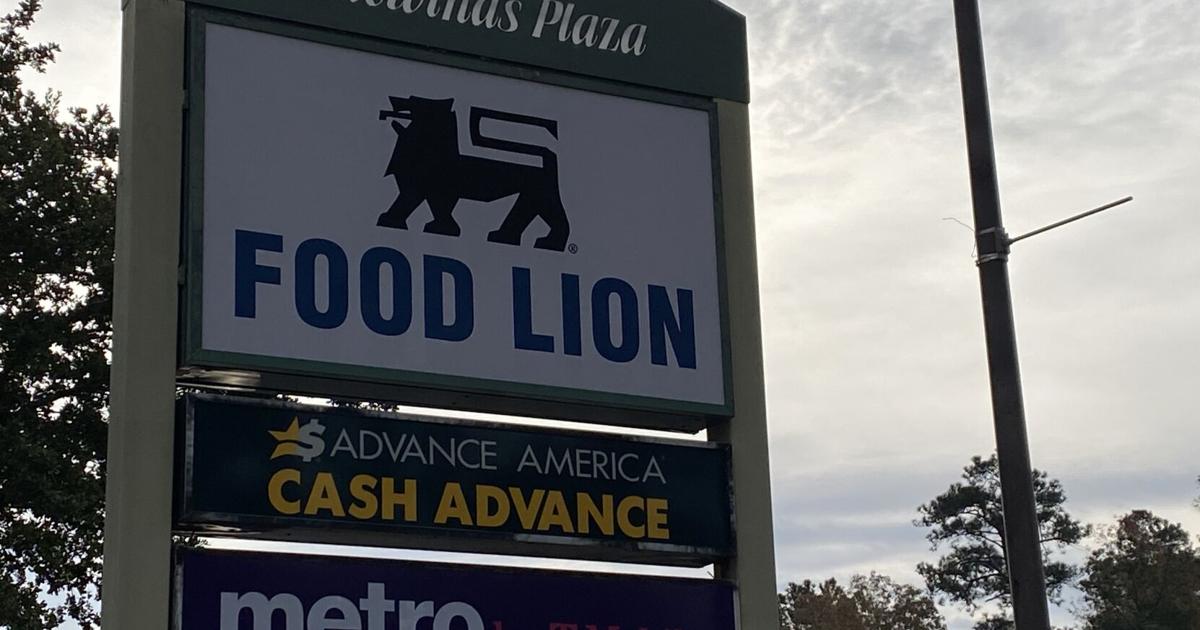 Plaza
FOOD LION
$ ADVANCE AMERICA
CASH ADVANCE
metro